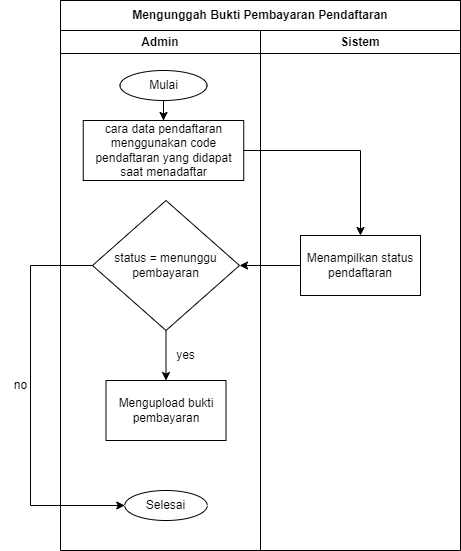 Mengunggah Bukti Pembayaran Pendaftaran
Admin
Sistem
Mulai
cara data pendaftaran
menggunakan code
pendaftaran yang didapat
saat menadaftar
status = menunggu
pembayaran
Menampilkan status
pendaftaran
yes
no
Mengupload bukti
pembayaran
Selesai